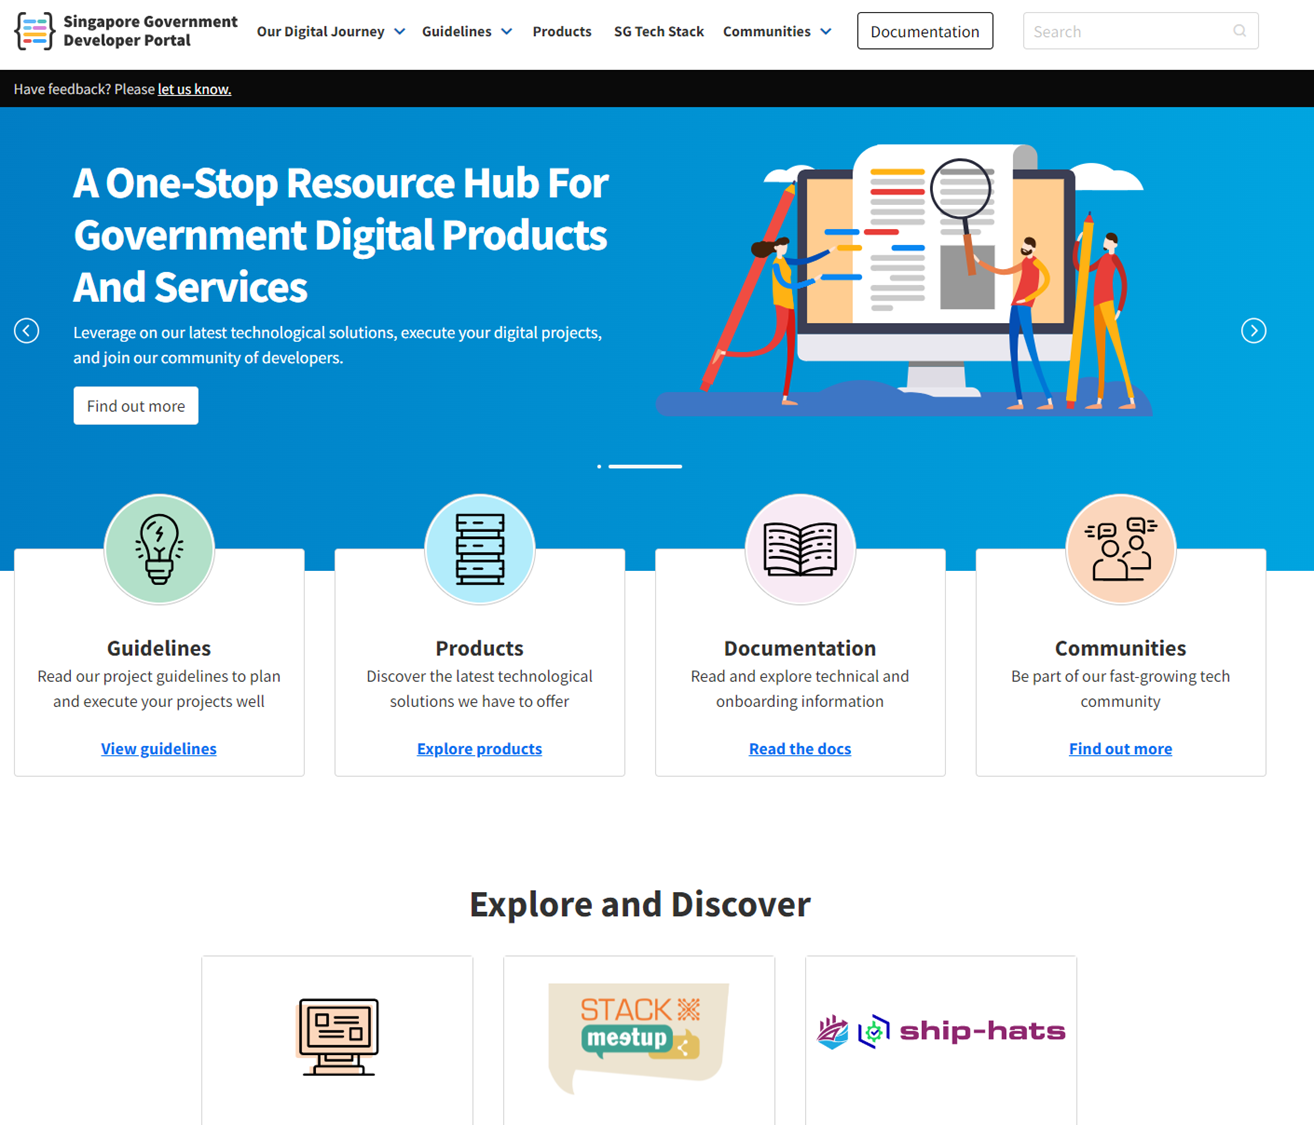 Singapore Government
Developer Portal
Our Digital Journey
Guidelines
Products
SG Tech Stack
Communities
Documentation
Search
Have feedback? Please let us know.
A One-Stop Resource Hub For
Government Digital Products
And Services
Leverage on our latest technological solutions, execute your digital projects,
and join our community of developers.
Find out more
Guidelines
Read our project guidelines to plan
and execute your projects well
View guidelines
Products
Discover the latest technological
solutions we have to offer
Explore products
Documentation
Read and explore technical and
onboarding information
Read the docs
Communities
Be part of our fast-growing tech
community
Find out more
Explore and Discover
STACK
meetup
ship-hats